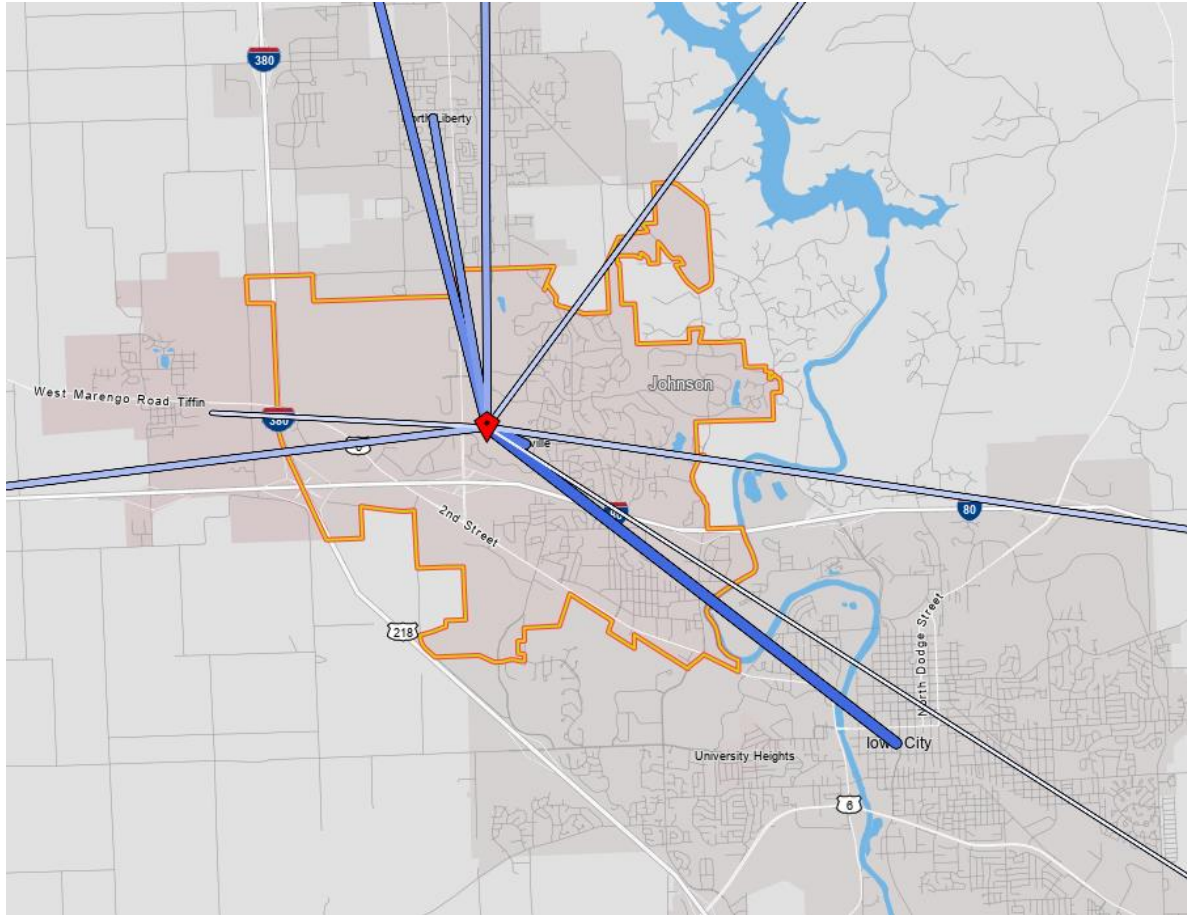 380
North Liberty
Johnson
West Marengo Road Tiffin
380
6
ville
80
80
2nd Street
218
North Dodge Street
Iowa City
University Heights
6